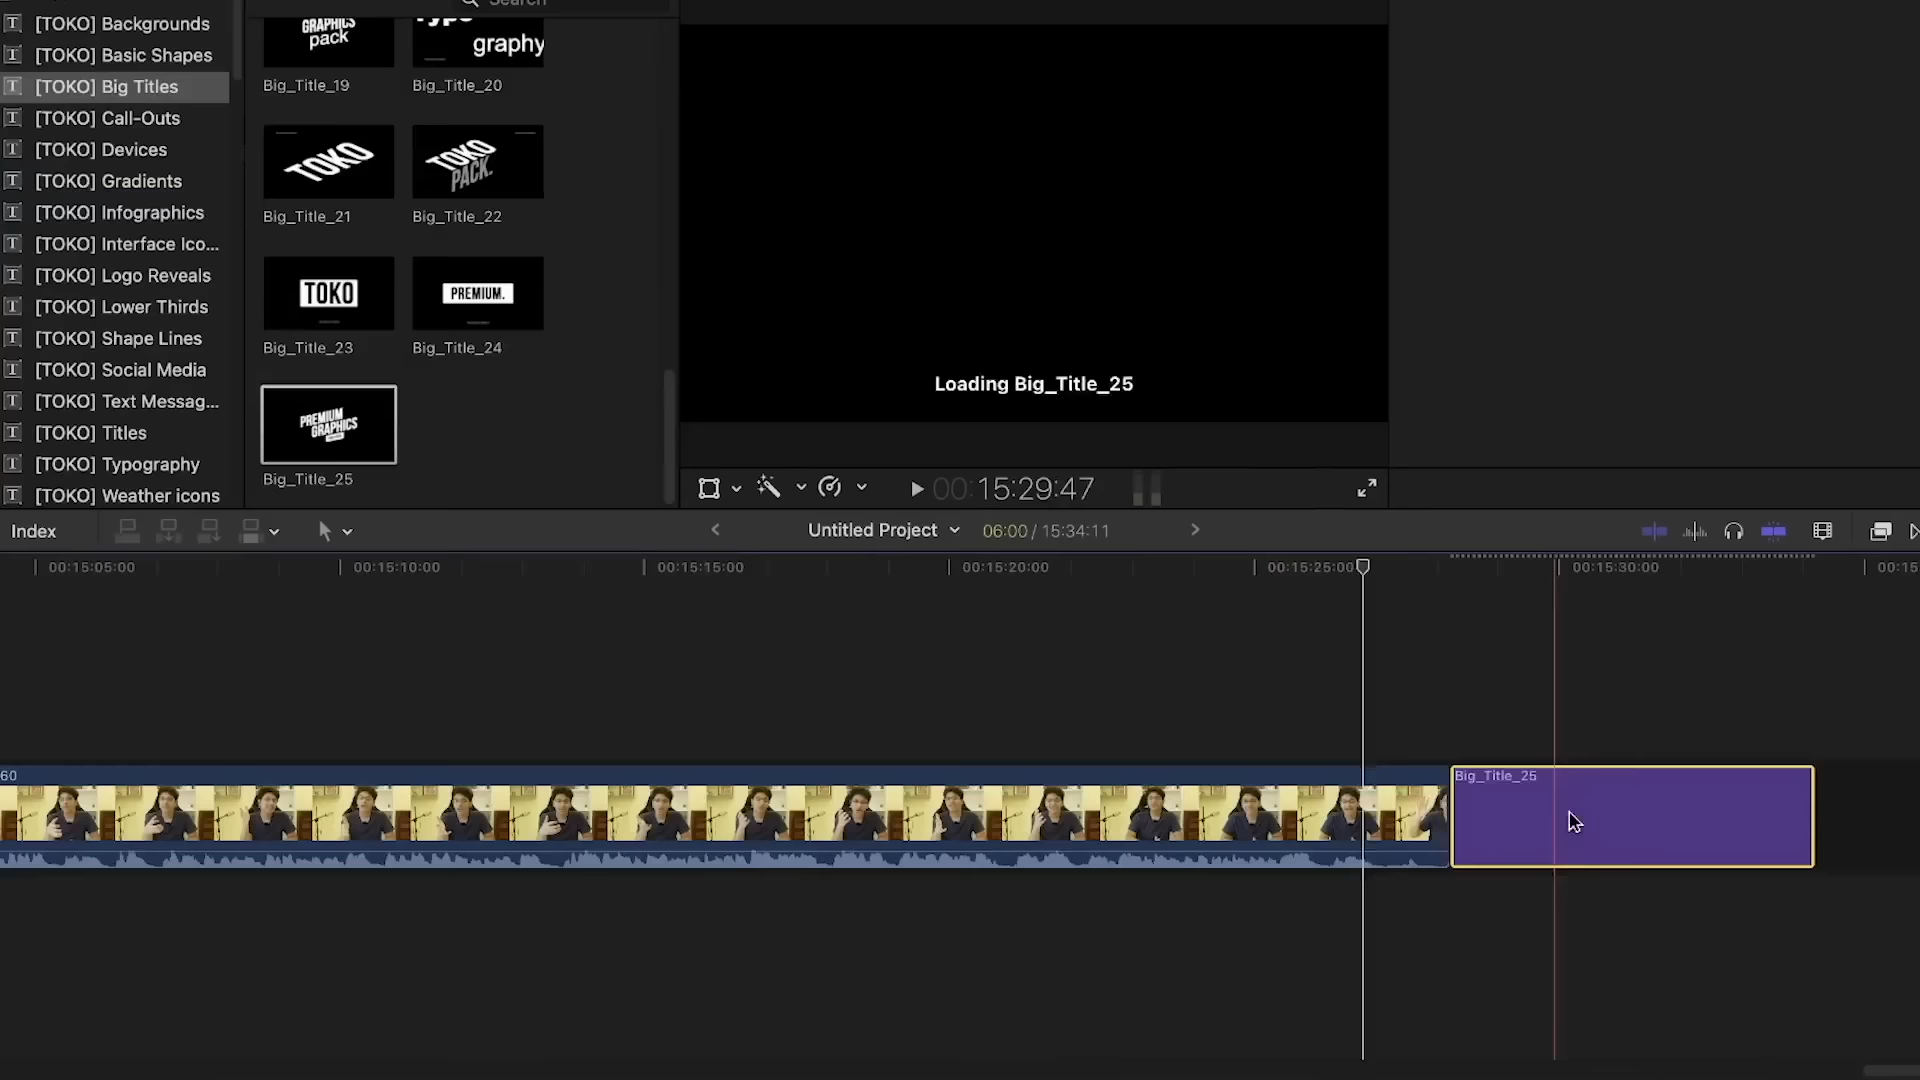 [TOKO] Backgrounds
[TOKO] Basic Shapes
[TOKO] Big Titles
[TOKO] Call-Outs
[TOKO] Devices
[TOKO] Gradients
[TOKO] Infographics
[TOKO] Interface Ico...
[TOKO] Logo Reveals
[TOKO] Lower Thirds
[TOKO] Shape Lines
[TOKO] Social Media
[TOKO] Text Messag...
[TOKO] Titles
[TOKO] Typography
[TOKO] Weather icons
Search
GRAPHICS
pack
Typo
graphy
Big_Title_19
Big_Title_20
TOKO
TOKO
PACK.
Big_Title_21
Big_Title_22
TOKO
PREMIUM.
Big_Title_23
Big_Title_24
PREMIUM
GRAPHICS
Big_Title_25
Loading Big_Title_25
00:15:29:47
Index
Untitled Project
06:00 / 15:34:11
00:15:05:00
00:15:10:00
00:15:15:00
00:15:20:00
00:15:25:00
00:15:30:00
00:15
60
Big_Title_25